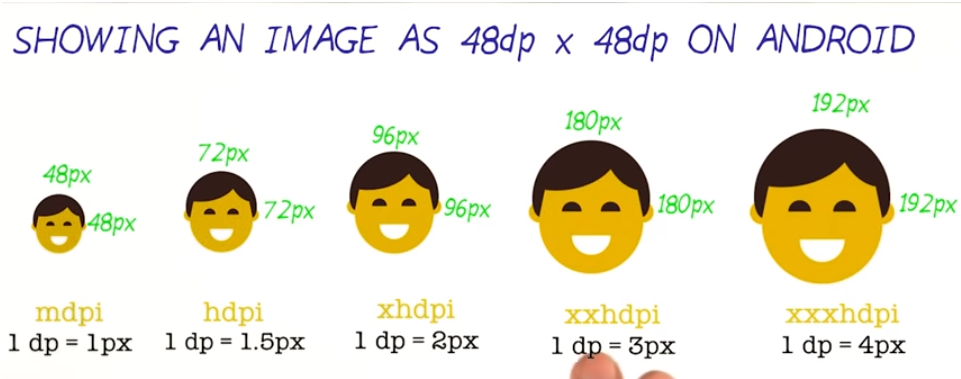 SHOWING AN IMAGE AS 48dp x 48dp ON ANDROID
48px
48px
mdpi
1 dp = 1px
72px
72px
hdpi
1 dp = 1.5px
96px
96px
xhdpi
1 dp = 2px
180px
180px
xxhdpi
1 dp = 3px
192px
192px
xxxhdpi
1 dp = 4px